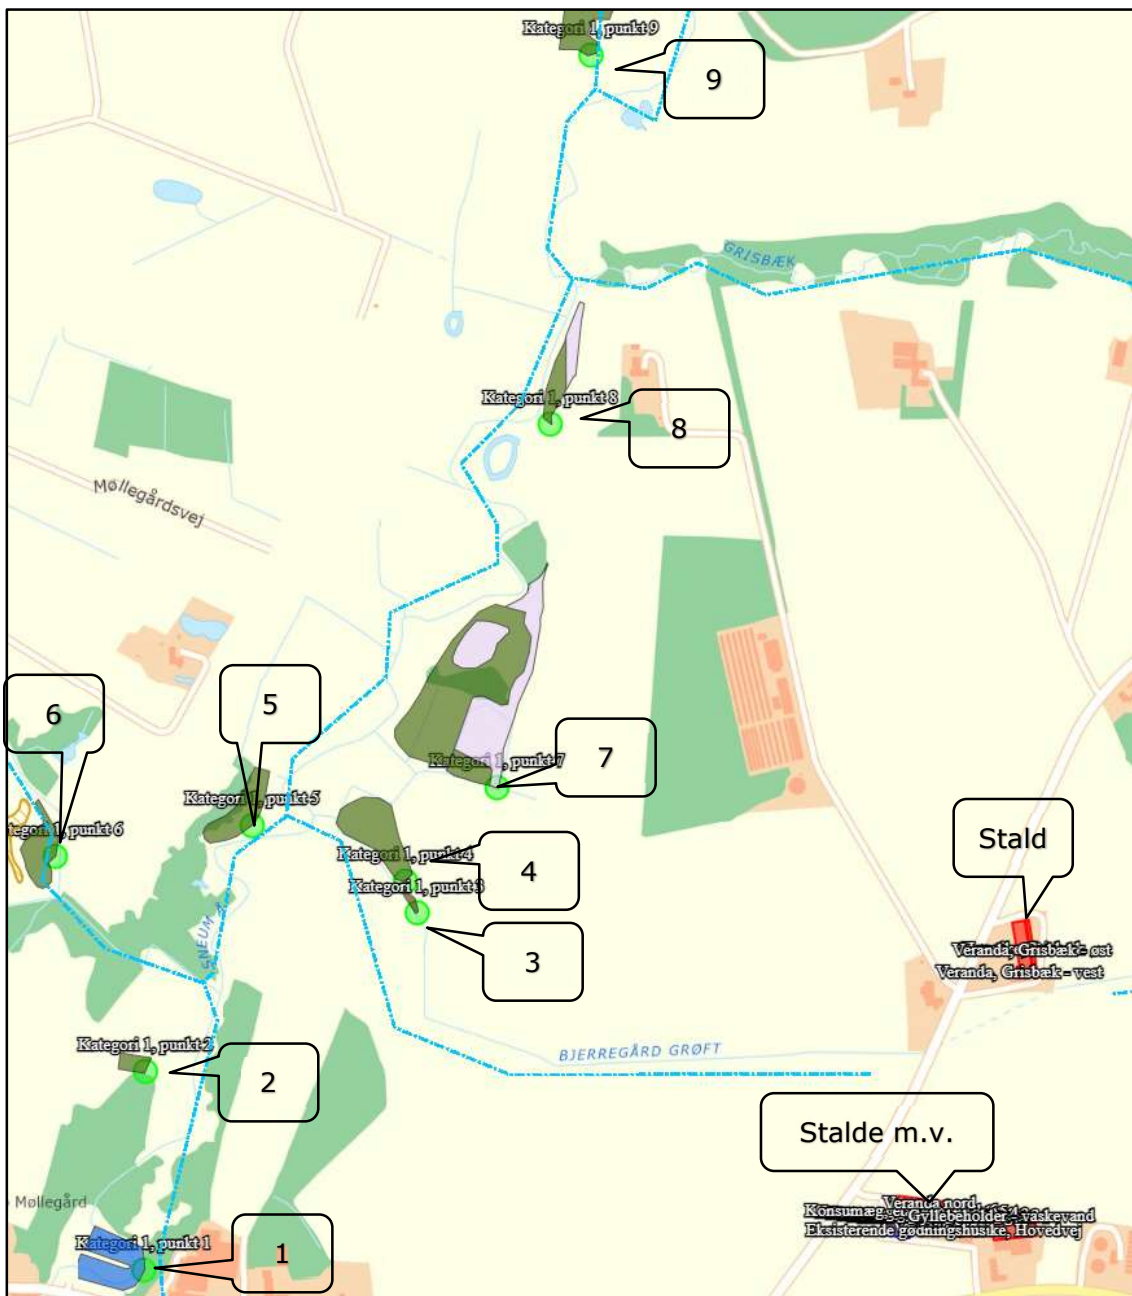 Kategori 1, punkt 9
9
GRISBÆK
Kategori 1, punkt 8
8
Møllegårdsvej
6
5
7
Kategori 1, punkt 7
Kategori 1, punkt 5
tegori 1, punkt 6
Stald
Kategori 1, punkt 4
4
Kategori 1, punkt 3
3
SNEUM Å
Veranda, Grisbæk - øst
Veranda, Grisbæk - vest
Kategori 1, punkt 2
2
BJERREGÅRD GRØFT
Stalde m.v.
Møllegård
Veranda nord,
Konsumæg
Gyllebeholder - vaskevand
Eksisterende gødningshus
Hovedvej
Kategori 1, punkt 1
1